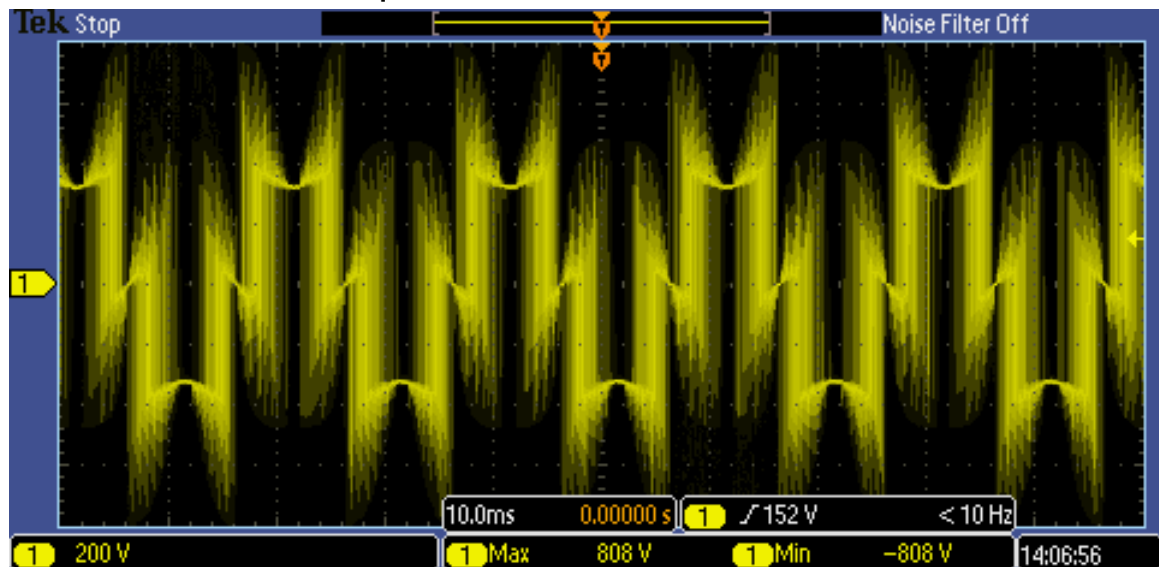 Tek Stop
Noise Filter Off
T
T
1
10.0ms 0.00000 s
1 ∫ 152 V < 10 Hz
1 200 V
1 Max 808 V 1 Min −808 V
14:06:56